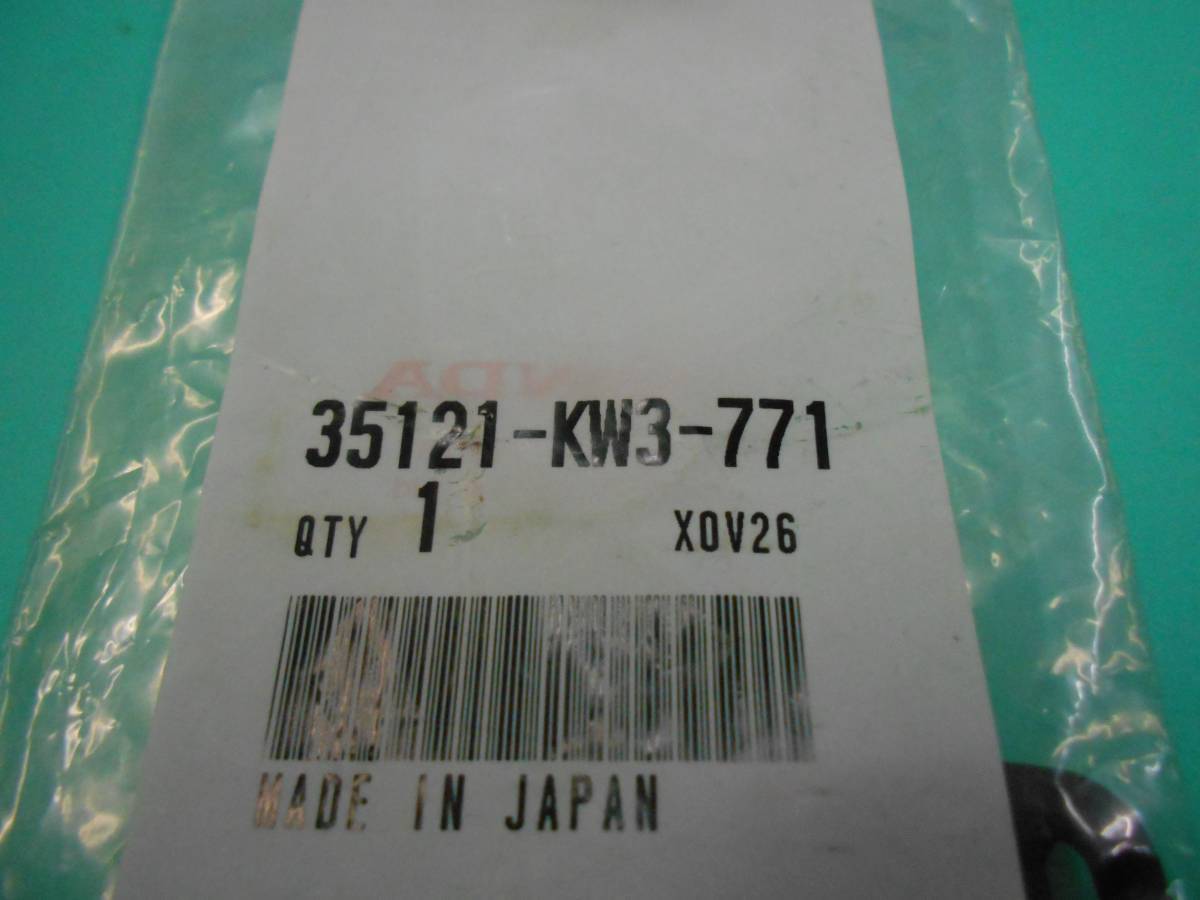 35121-KW3-771
QTY 1 XOV26
MADE IN JAPAN